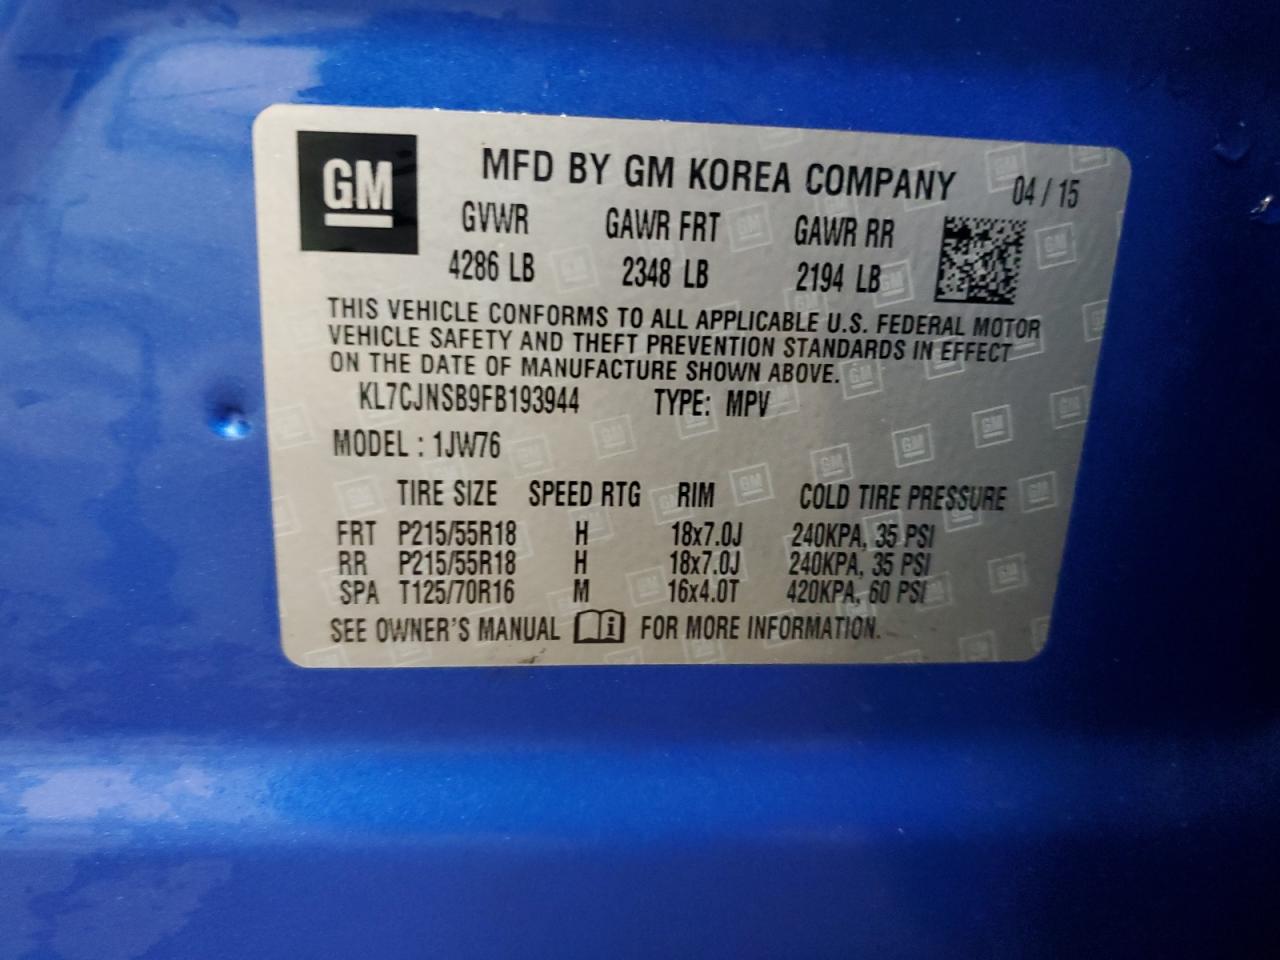 GM
MFD BY GM KOREA COMPANY 04 / 15
GVWR GAWR FRT GAWR RR
4286 LB 2348 LB 2194 LB
THIS VEHICLE CONFORMS TO ALL APPLICABLE U.S. FEDERAL MOTOR
VEHICLE SAFETY AND THEFT PREVENTION STANDARDS IN EFFECT
ON THE DATE OF MANUFACTURE SHOWN ABOVE.
KL7CJNSB9FB193944 TYPE: MPV
MODEL : 1JW76
TIRE SIZE SPEED RTG RIM COLD TIRE PRESSURE
FRT P215/55R18 H 18x7.0J 240KPA, 35 PSI
RR P215/55R18 H 18x7.0J 240KPA, 35 PSI
SPA T125/70R16 M 16x4.0T 420KPA, 60 PSI
SEE OWNER'S MANUAL i FOR MORE INFORMATION.